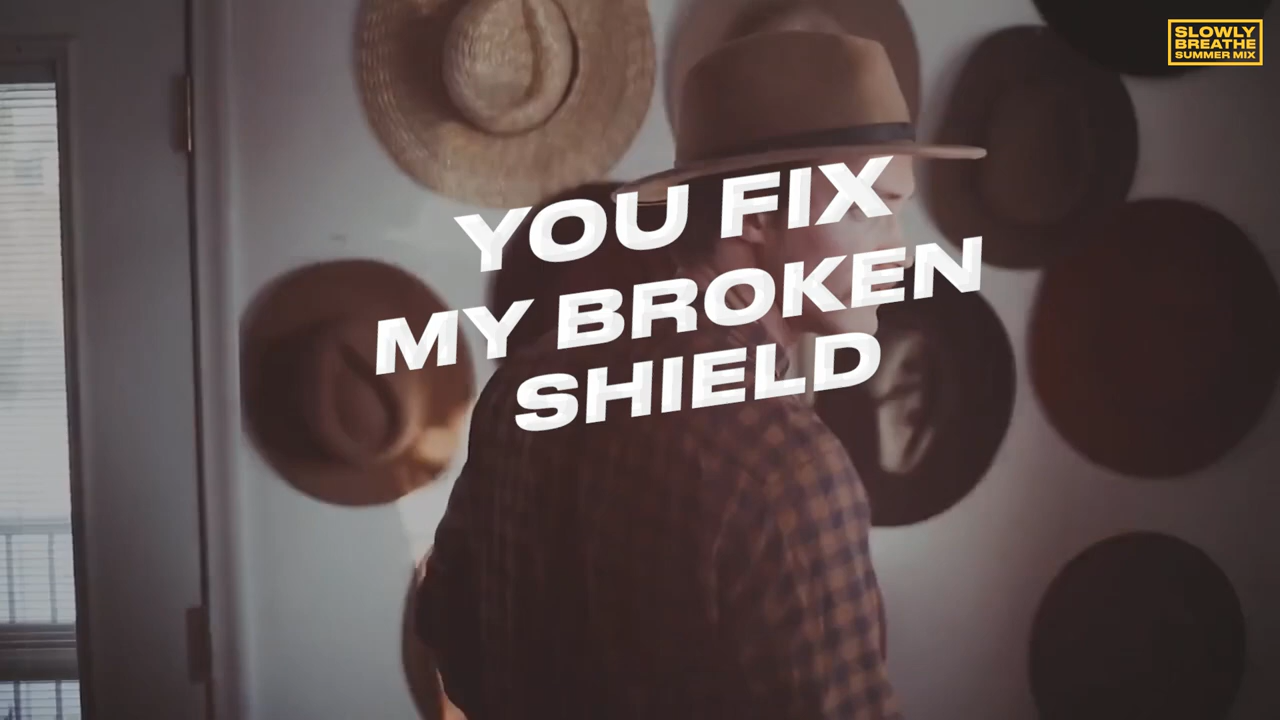 SLOWLY
BREATHE
SUMMER MIX
YOU FIX
MY BROKEN
SHIELD